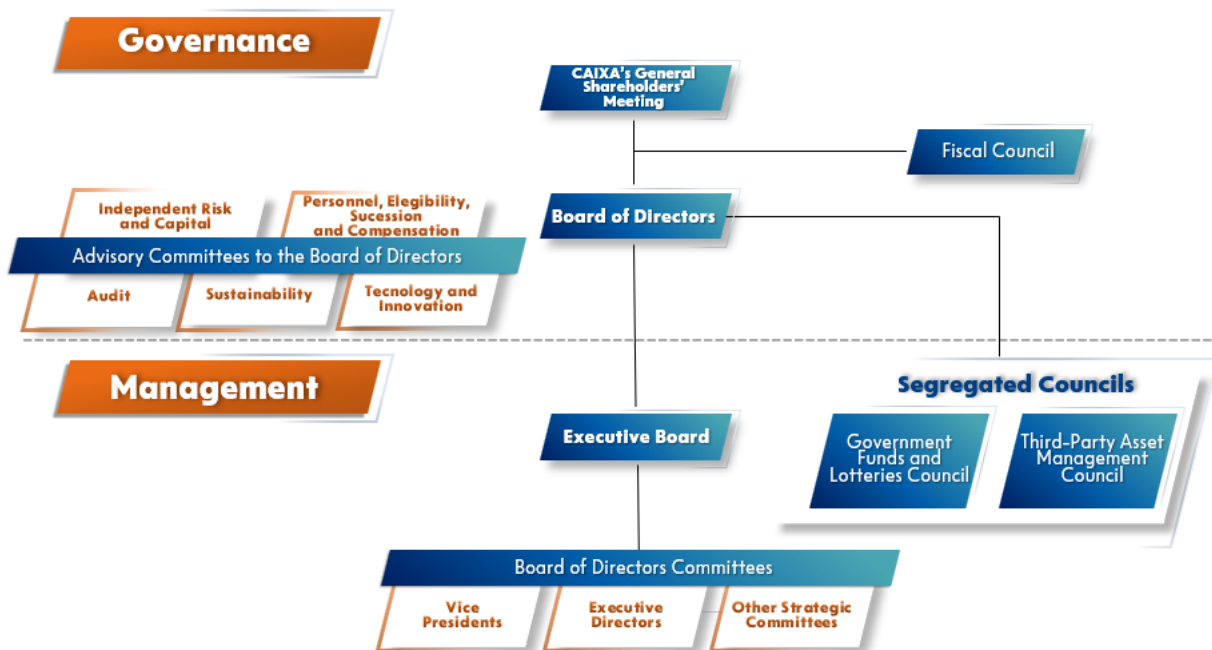 Governance
CAIXA's General
Shareholders'
Meeting
Fiscal Council
Independent Risk
and Capital
Personnel, Elegibility,
Sucession
and Compensation
Board of Directors
Advisory Committees to the Board of Directors
Audit
Sustainability
Tecnology and
Innovation
Management
Segregated Councils
Executive Board
Government
Funds and
Lotteries Council
Third-Party Asset
Management
Council
Board of Directors Committees
Vice
Presidents
Executive
Directors
Other Strategic
Committees